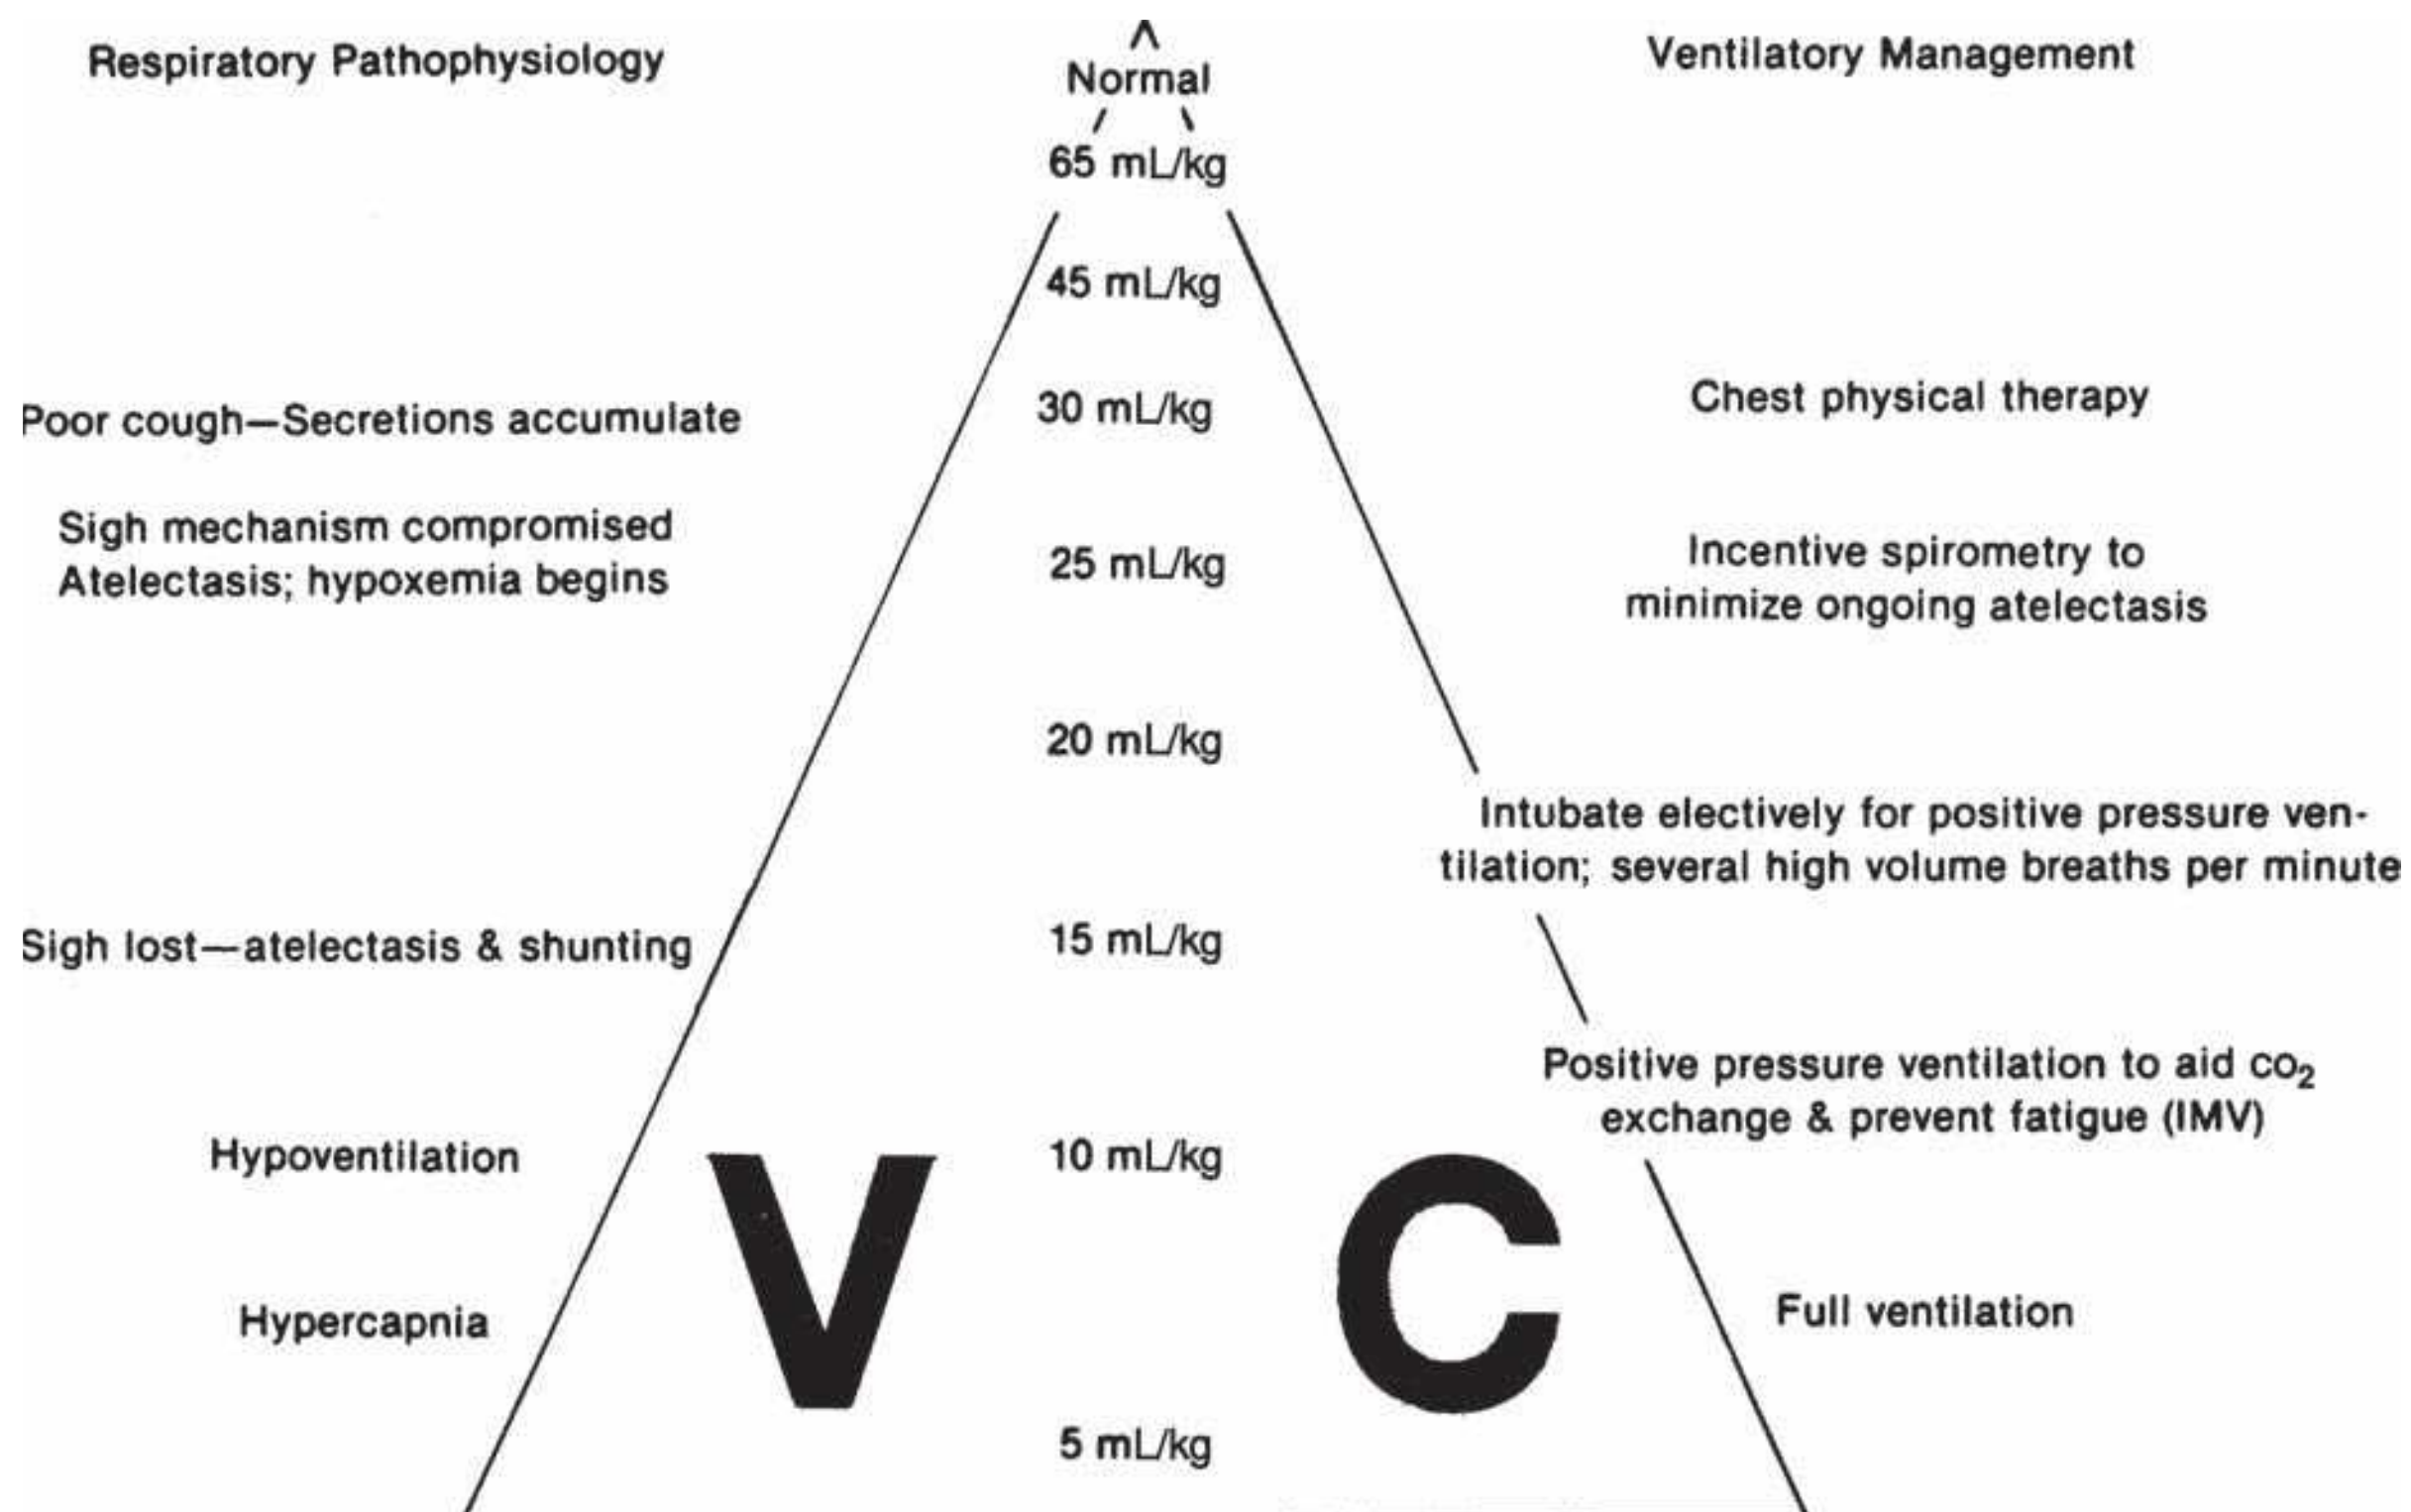 Respiratory Pathophysiology
Normal
Ventilatory Management
65 mL/kg
45 mL/kg
Poor cough—Secretions accumulate
30 mL/kg
Chest physical therapy
Sigh mechanism compromised
Atelectasis; hypoxemia begins
25 mL/kg
Incentive spirometry to
minimize ongoing atelectasis
20 mL/kg
Intubate electively for positive pressure ven-
tilation; several high volume breaths per minute
Sigh lost—atelectasis & shunting
15 mL/kg
Positive pressure ventilation to aid co₂
exchange & prevent fatigue (IMV)
Hypoventilation
10 mL/kg
V C
Hypercapnia
Full ventilation
5 mL/kg